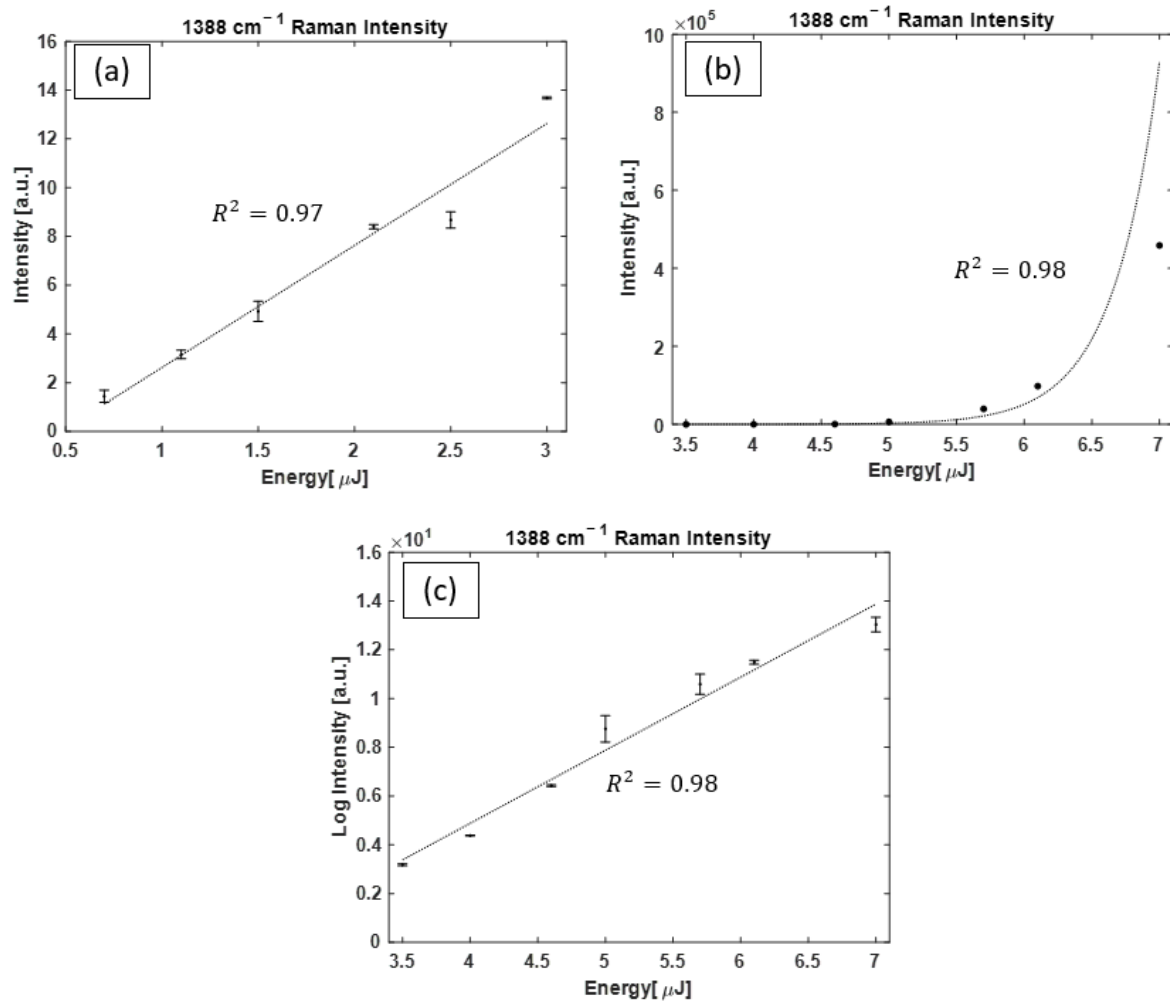 1388 cm⁻¹ Raman Intensity
(a)
16
14
12
10
8
6
4
2
0
Intensity [a.u.]
R² = 0.97
0.5 1 1.5 2 2.5 3
Energy[ μJ]
×10⁵
1388 cm⁻¹ Raman Intensity
(b)
10
8
6
4
2
0
Intensity [a.u.]
R² = 0.98
3.5 4 4.5 5 5.5 6 6.5 7
Energy[ μJ]
×10¹
1388 cm⁻¹ Raman Intensity
(c)
1.6
1.4
1.2
1
0.8
0.6
0.4
0.2
0
Log Intensity [a.u.]
R² = 0.98
3.5 4 4.5 5 5.5 6 6.5 7
Energy[ μJ]